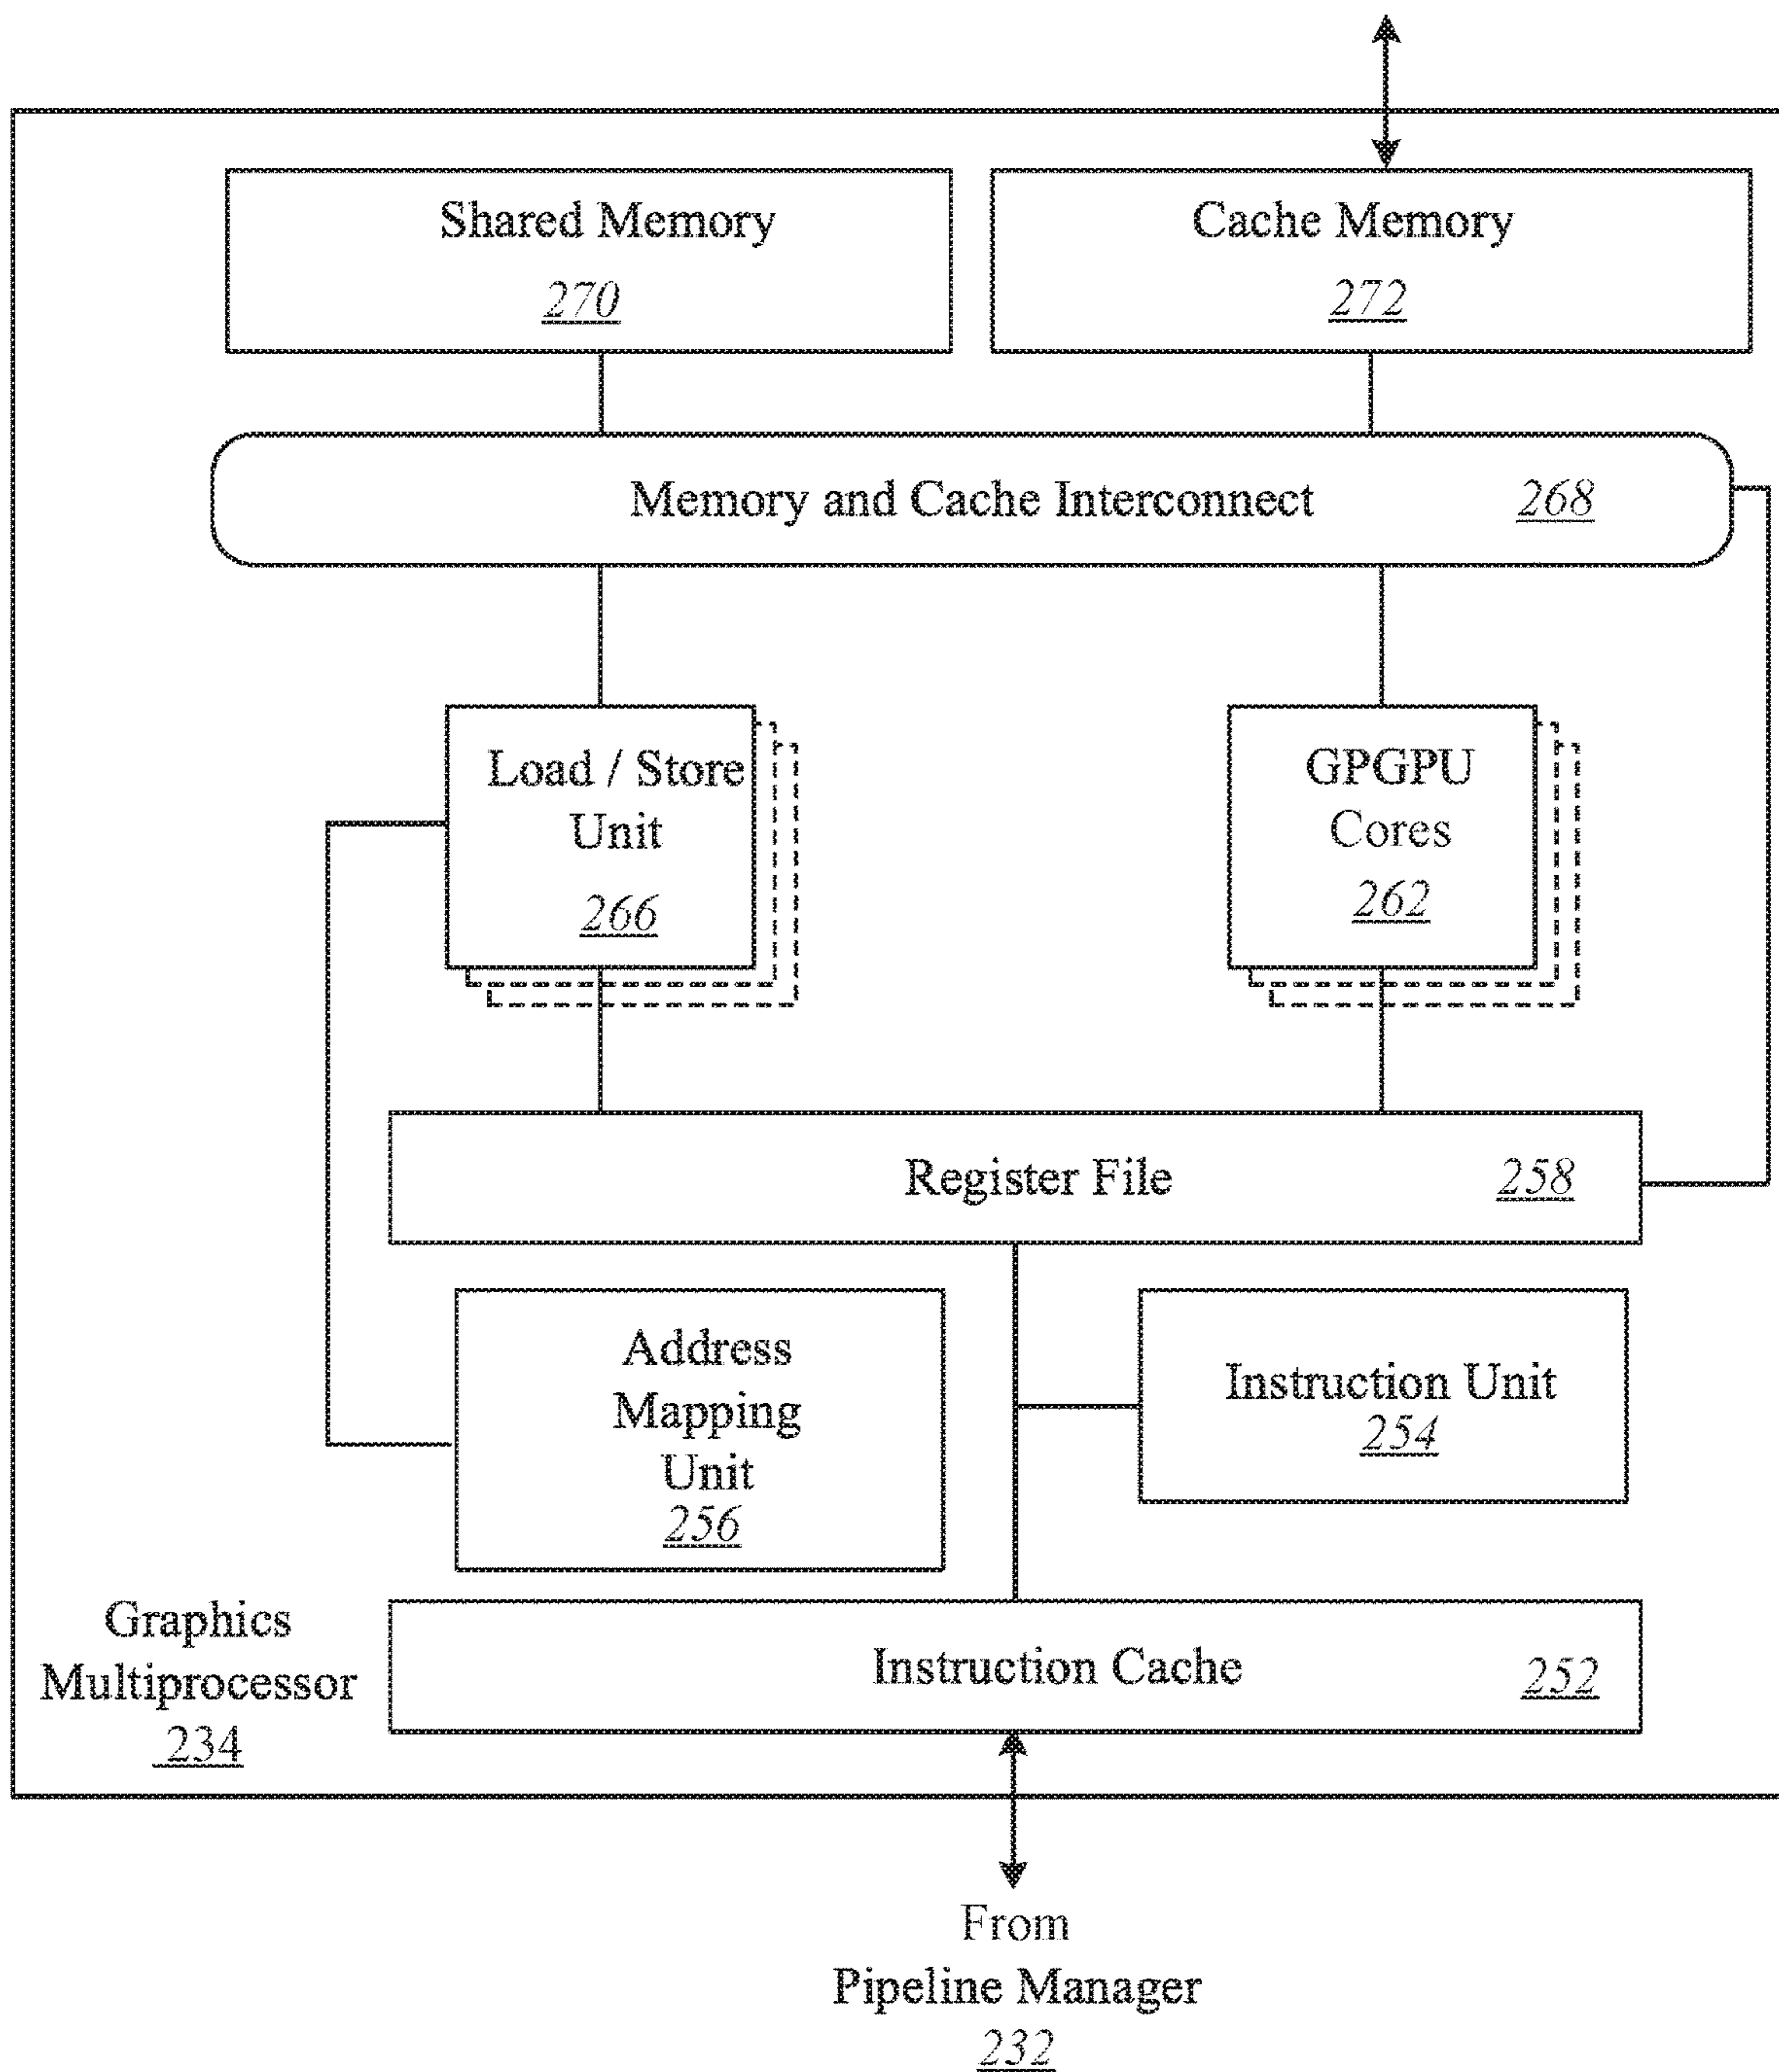 Shared Memory
270
Cache Memory
272
Memory and Cache Interconnect 268
Load / Store
Unit
266
GPGPU
Cores
262
Register File 258
Address
Mapping
Unit
256
Instruction Unit
254
Graphics
Multiprocessor
234
Instruction Cache 252
From
Pipeline Manager
232